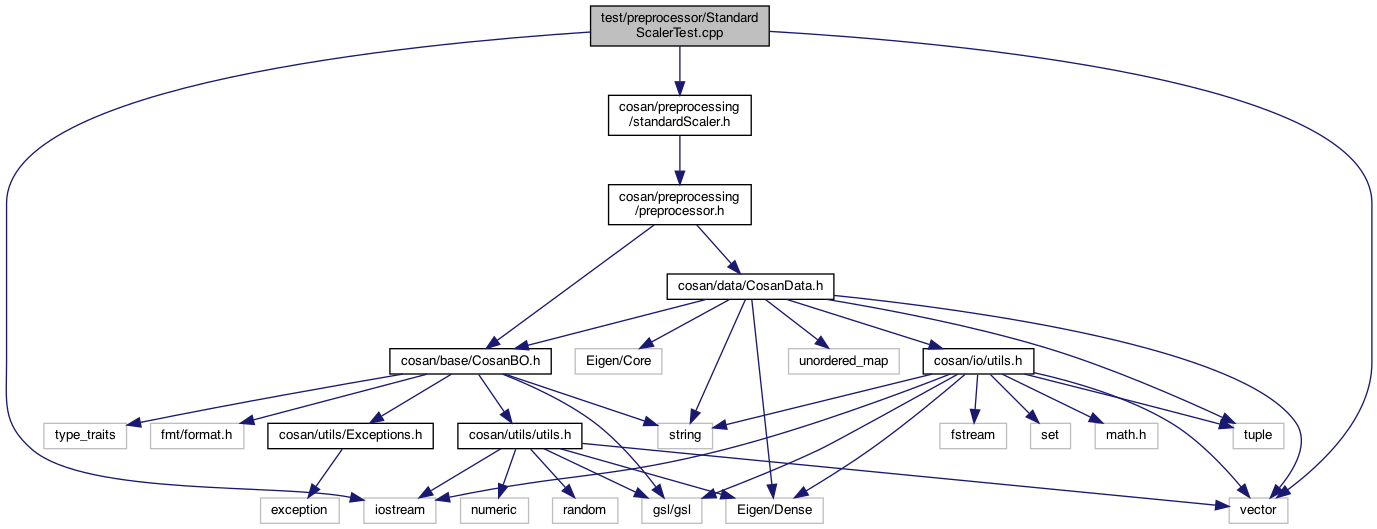 test/preprocessor/Standard
ScalerTest.cpp
cosan/preprocessing
/standardScaler.h
cosan/preprocessing
/preprocessor.h
cosan/data/CosanData.h
cosan/base/CosanBO.h
Eigen/Core
unordered_map
cosan/io/utils.h
type_traits
fmt/format.h
cosan/utils/Exceptions.h
cosan/utils/utils.h
string
fstream
set
math.h
tuple
exception
iostream
numeric
random
gsl/gsl
Eigen/Dense
vector